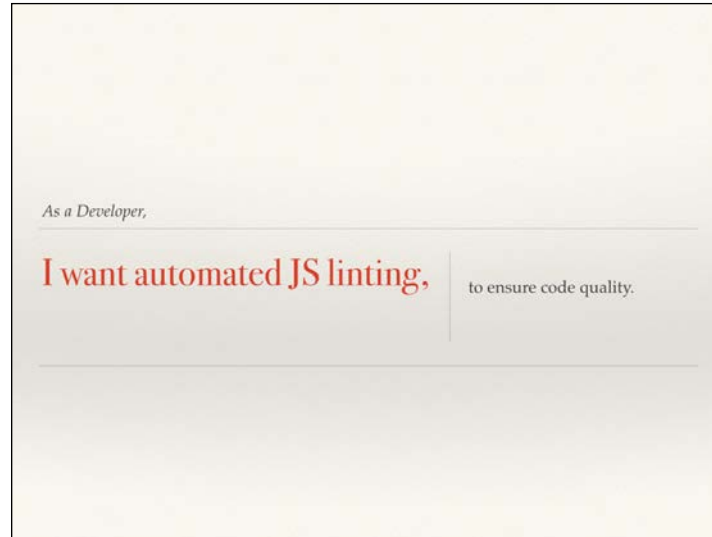 As a Developer,
I want automated JS linting,
to ensure code quality.